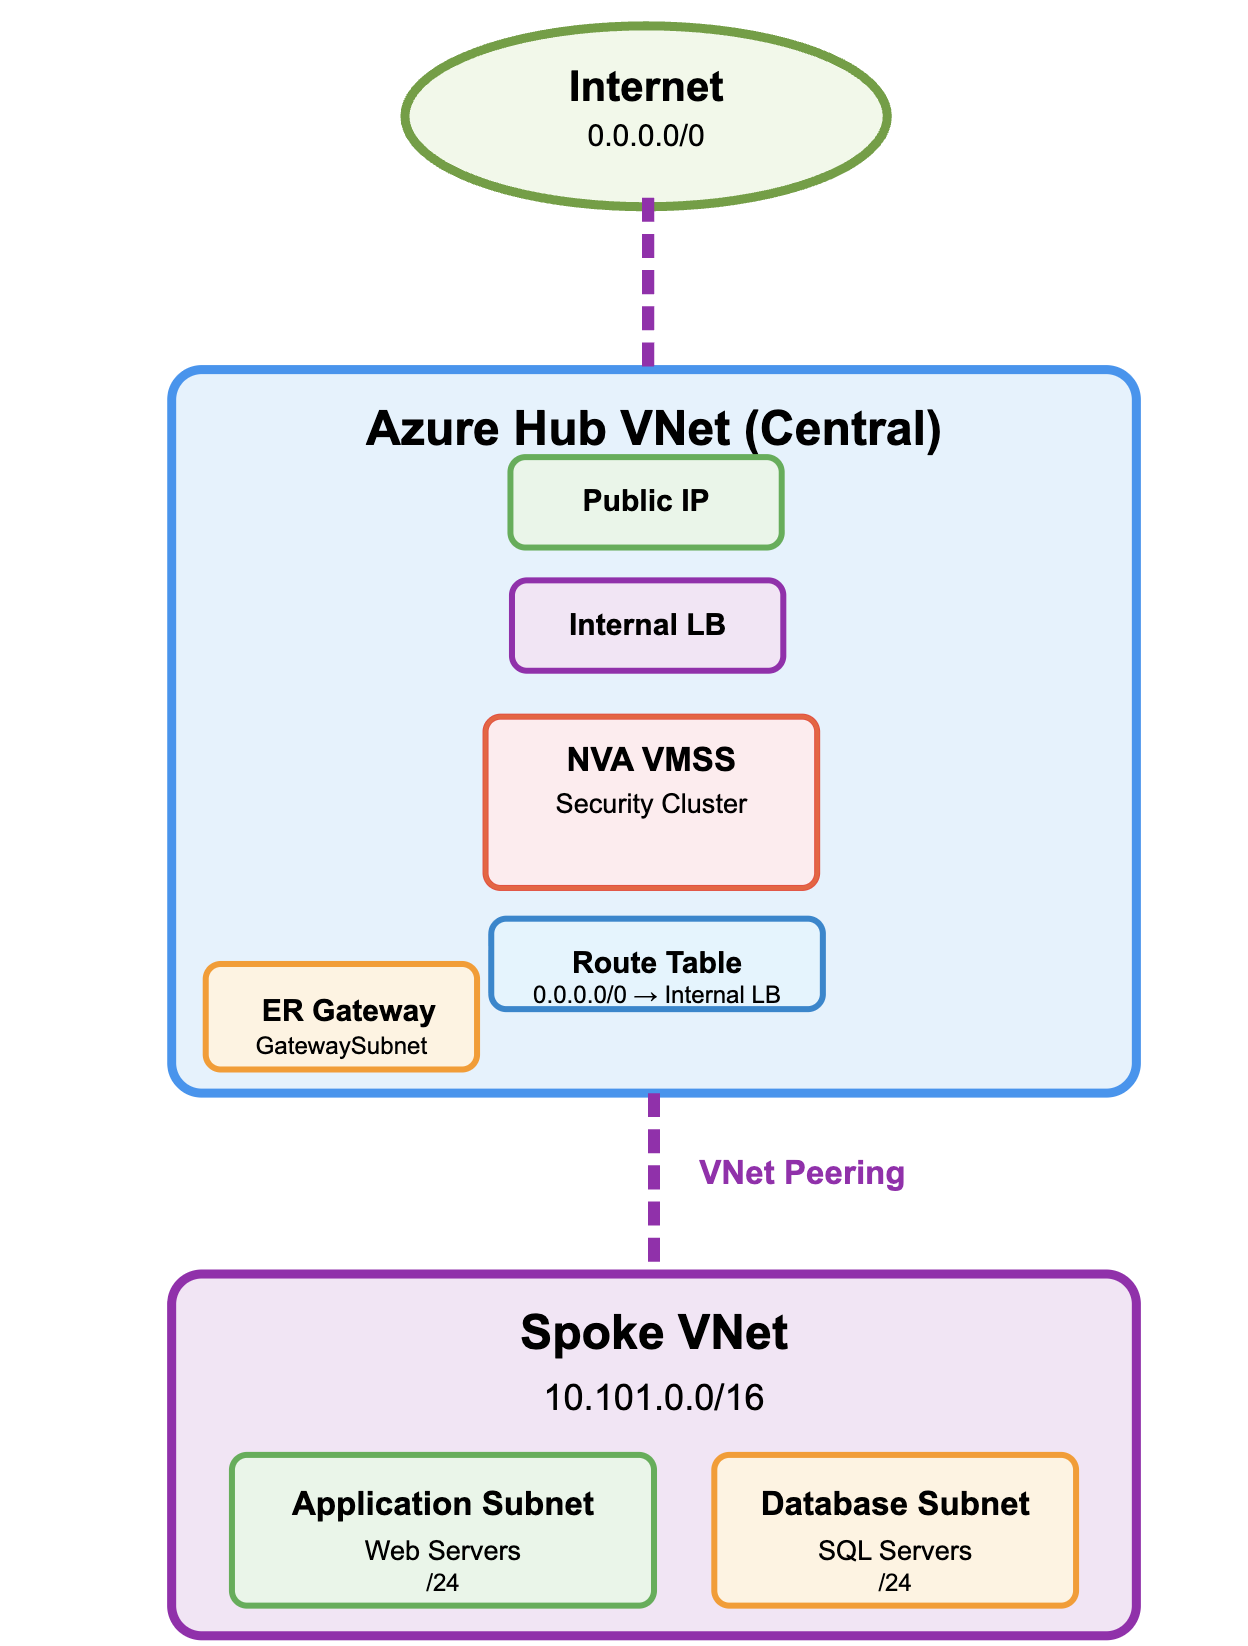 Internet
0.0.0.0/0
Azure Hub VNet (Central)
Public IP
Internal LB
NVA VMSS
Security Cluster
Route Table
0.0.0.0/0 → Internal LB
ER Gateway
GatewaySubnet
VNet Peering
Spoke VNet
10.101.0.0/16
Application Subnet
Web Servers
/24
Database Subnet
SQL Servers
/24